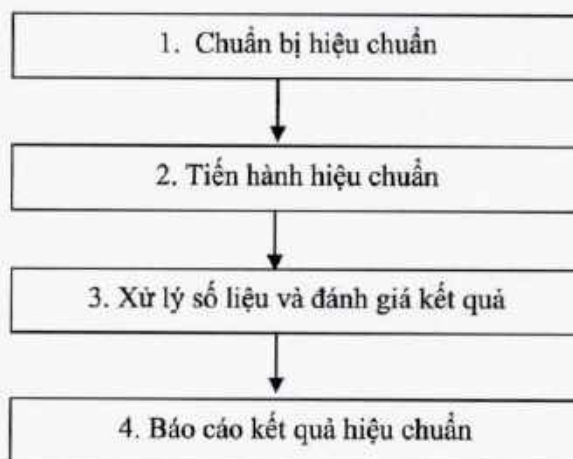 1. Chuẩn bị hiệu chuẩn
2. Tiến hành hiệu chuẩn
3. Xử lý số liệu và đánh giá kết quả
4. Báo cáo kết quả hiệu chuẩn